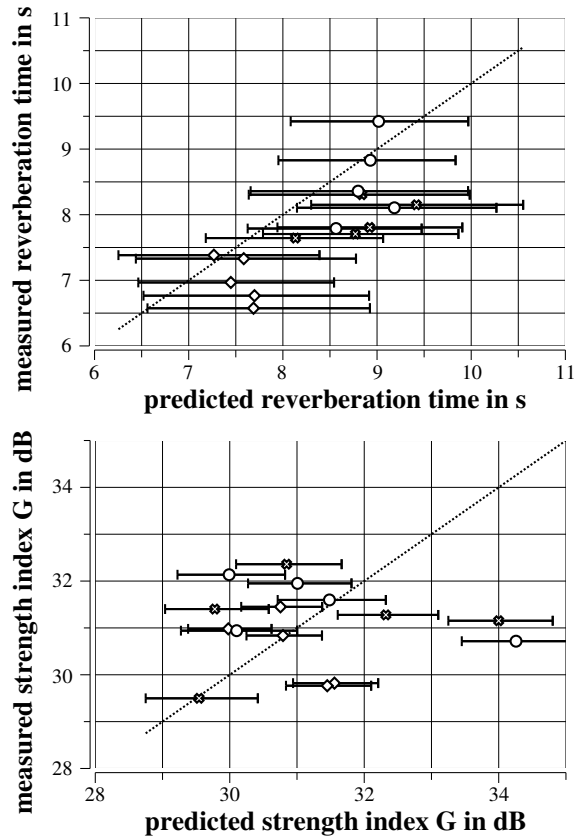 measured reverberation time in s
11
10
9
8
7
6
6 7 8 9 10 11
predicted reverberation time in s
measured strength index G in dB
34
32
30
28
28 30 32 34
predicted strength index G in dB